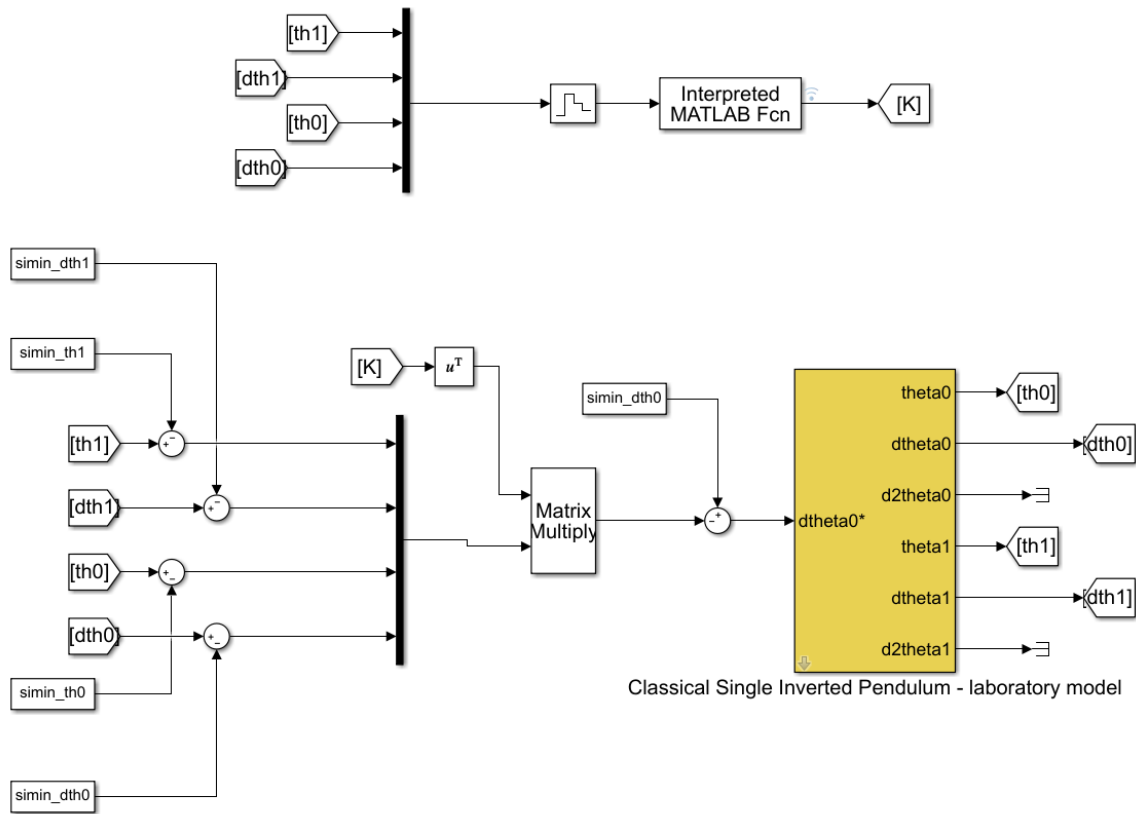 [th1]
[dth1]
[th0]
[dth0]
Interpreted
MATLAB Fcn
[K]
simin_dth1
simin_th1
[K]
uᵀ
simin_dth0
[th1]
[dth1]
[th0]
[dth0]
simin_th0
simin_dth0
Matrix
Multiply
dtheta0*
theta0
dtheta0
d2theta0
theta1
dtheta1
d2theta1
[th0]
[dth0]
[th1]
[dth1]
Classical Single Inverted Pendulum - laboratory model